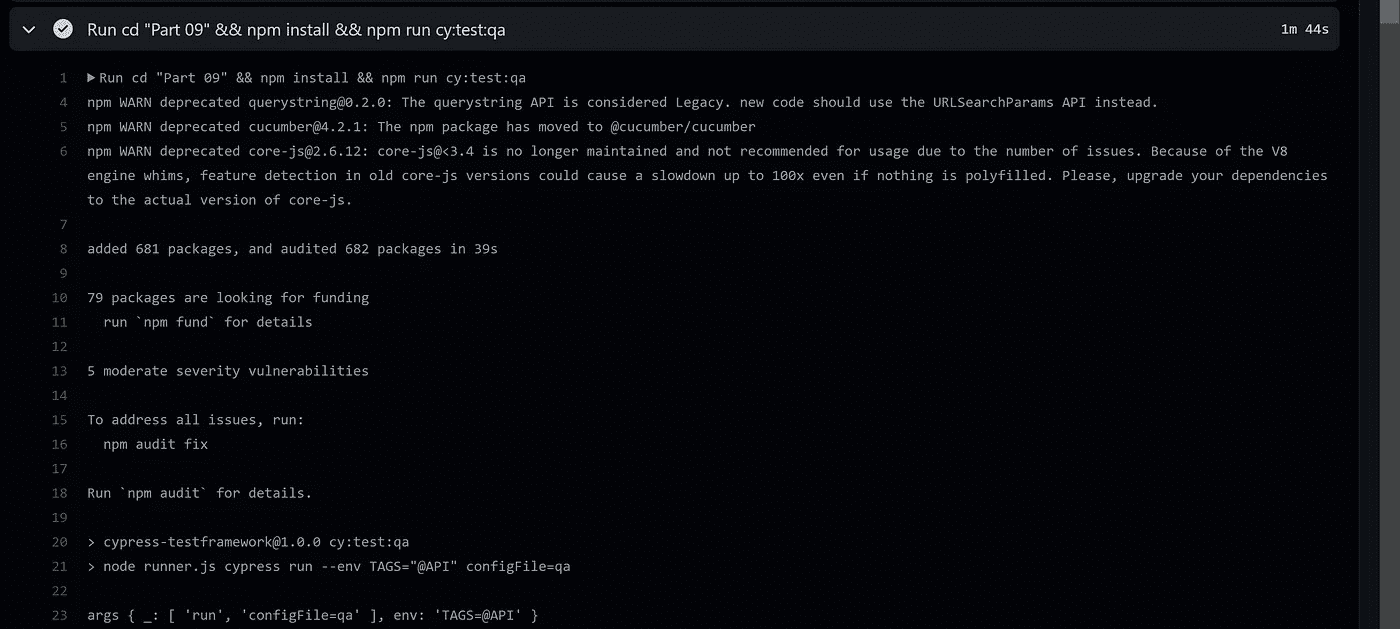 Run cd "Part 09" && npm install && npm run cy:test:qa 1m 44s
1 Run cd "Part 09" && npm install && npm run cy:test:qa
4 npm WARN deprecated querystring@0.2.0: The querystring API is considered Legacy. new code should use the URLSearchParams API instead.
5 npm WARN deprecated cucumber@4.2.1: The npm package has moved to @cucumber/cucumber
6 npm WARN deprecated core-js@2.6.12: core-js@<3.4 is no longer maintained and not recommended for usage due to the number of issues. Because of the V8
engine whims, feature detection in old core-js versions could cause a slowdown up to 100x even if nothing is polyfilled. Please, upgrade your dependencies
to the actual version of core-js.
7
8 added 681 packages, and audited 682 packages in 39s
9
10 79 packages are looking for funding
11 run `npm fund` for details
12
13 5 moderate severity vulnerabilities
14
15 To address all issues, run:
16 npm audit fix
17
18 Run `npm audit` for details.
19
20 > cypress-testframework@1.0.0 cy:test:qa
21 > node runner.js cypress run --env TAGS="@API" configFile=qa
22
23 args { _: [ 'run', 'configFile=qa' ], env: 'TAGS=@API' }